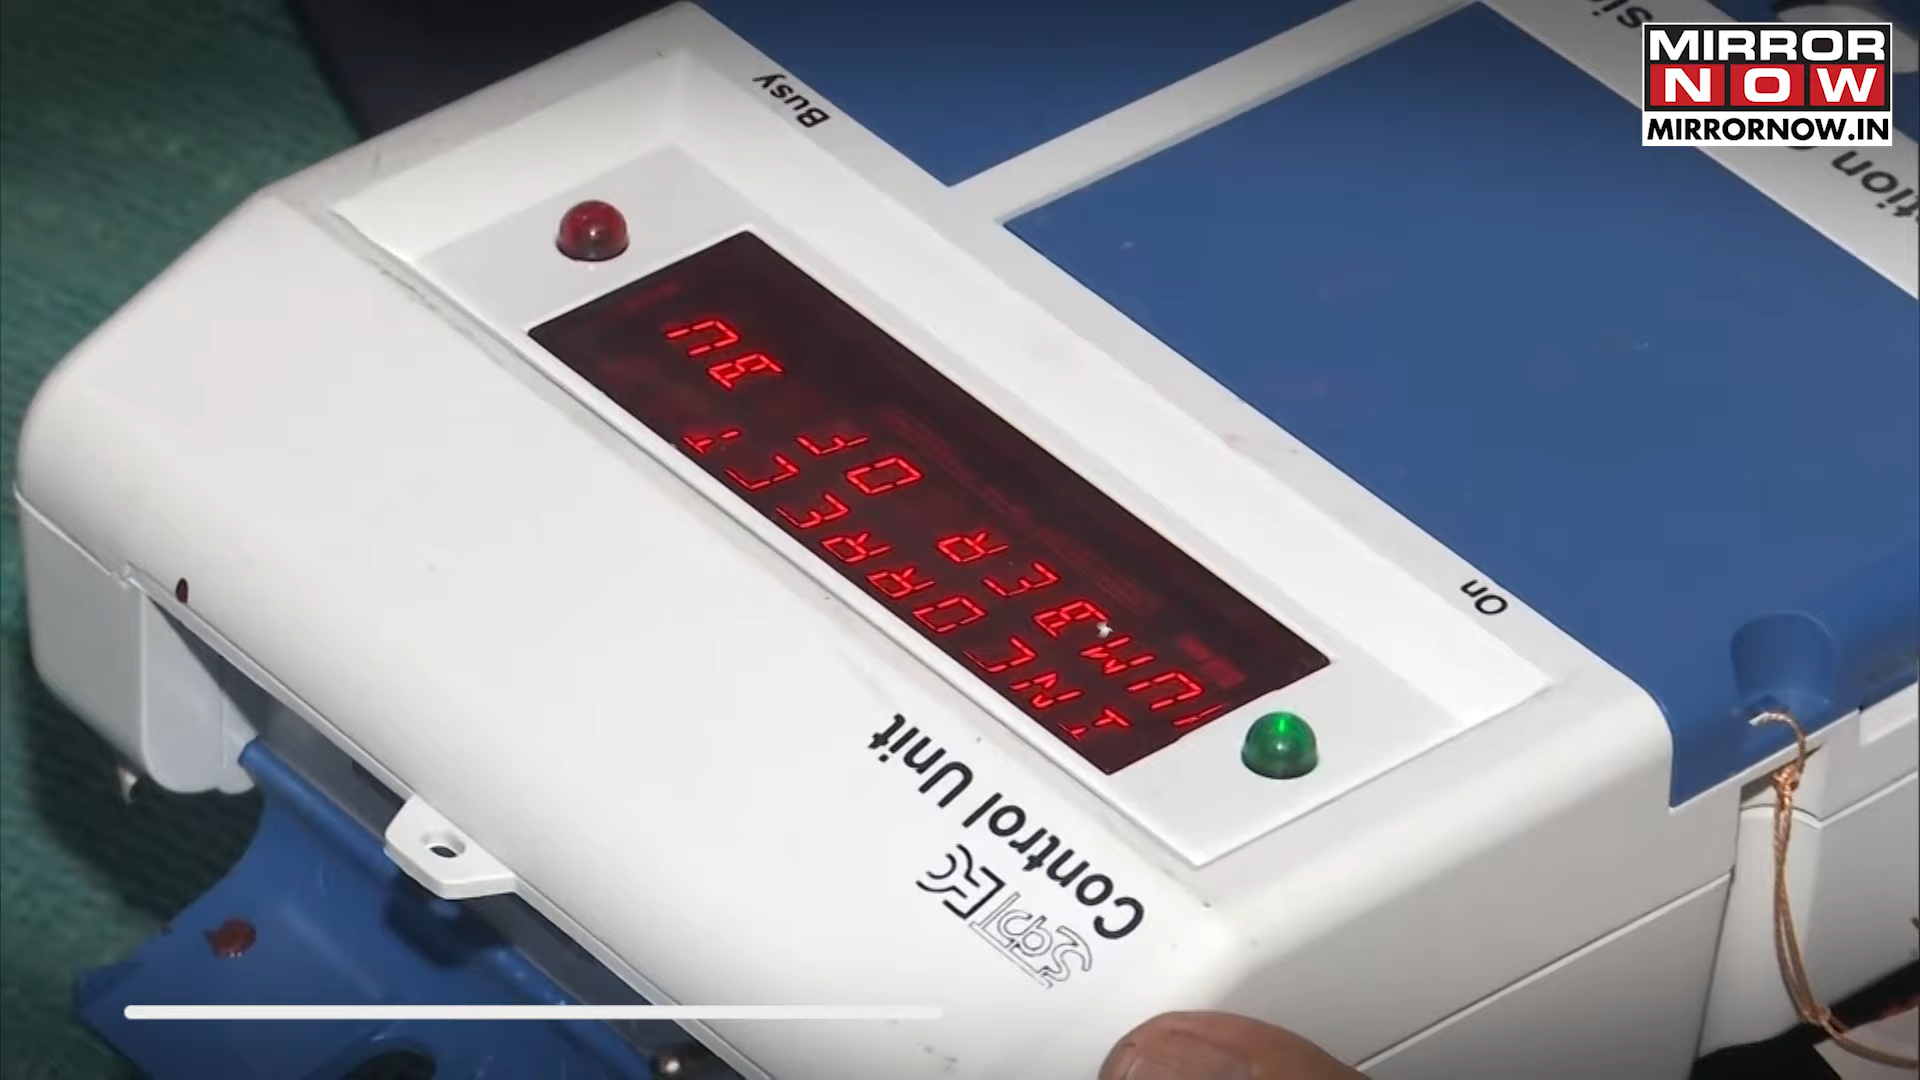 MIRROR
NOW
MIRRORNOW.IN
Control Unit
INCORRECT
NUMBER OF BU
On
Busy